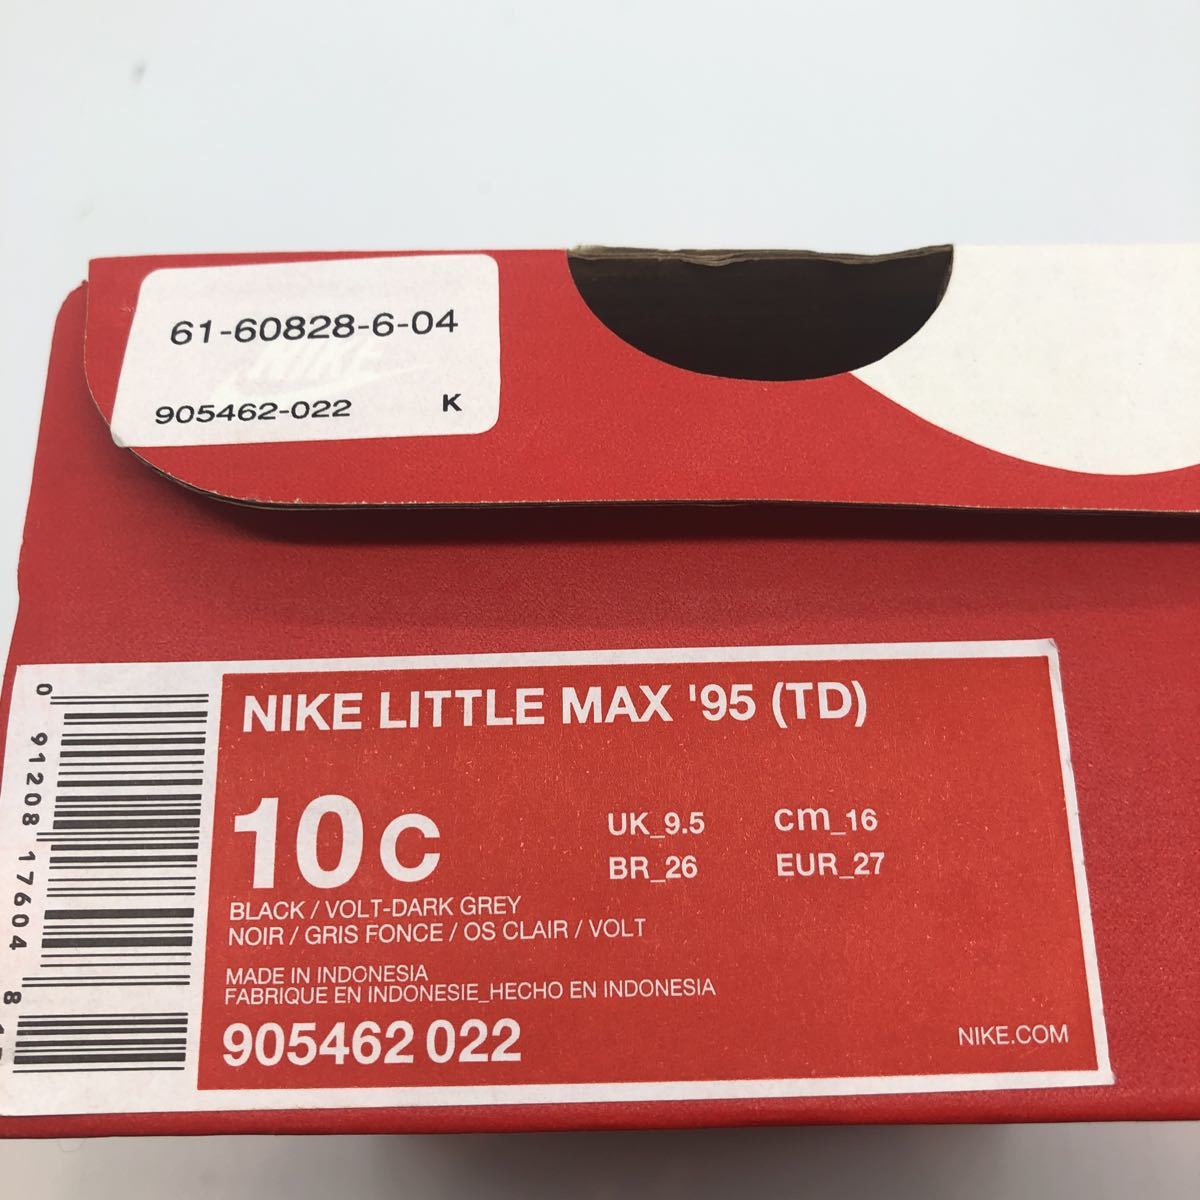 61-60828-6-04
NIKE
905462-022 K
NIKE LITTLE MAX '95 (TD)
10 C
UK_9.5 cm_16
BR_26 EUR_27
BLACK / VOLT-DARK GREY
NOIR / GRIS FONCE / OS CLAIR / VOLT
MADE IN INDONESIA
FABRIQUE EN INDONESIE_HECHO EN INDONESIA
905462 022
NIKE.COM
0 91208 17604 8